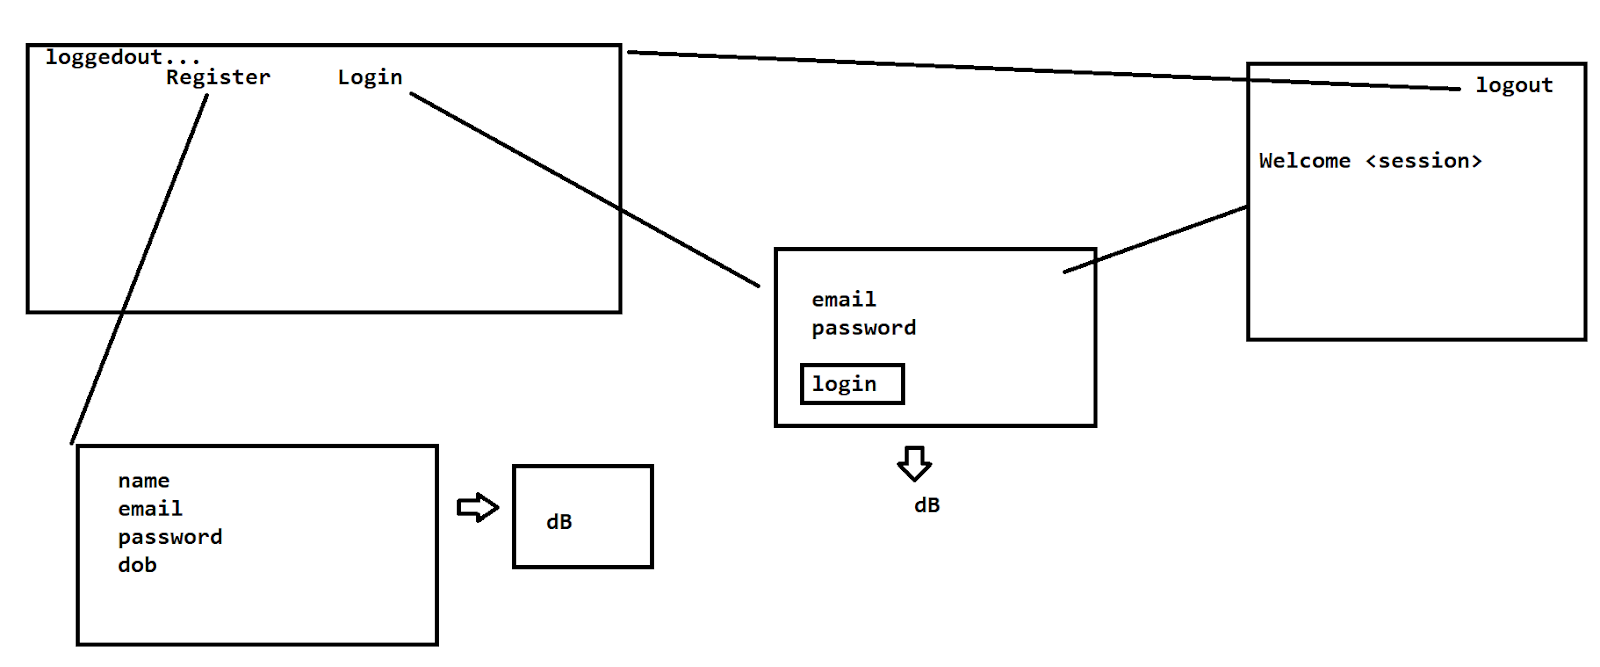 loggedout...
Register Login
logout
Welcome <session>
email
password
login
name
email
password
dob
dB
dB